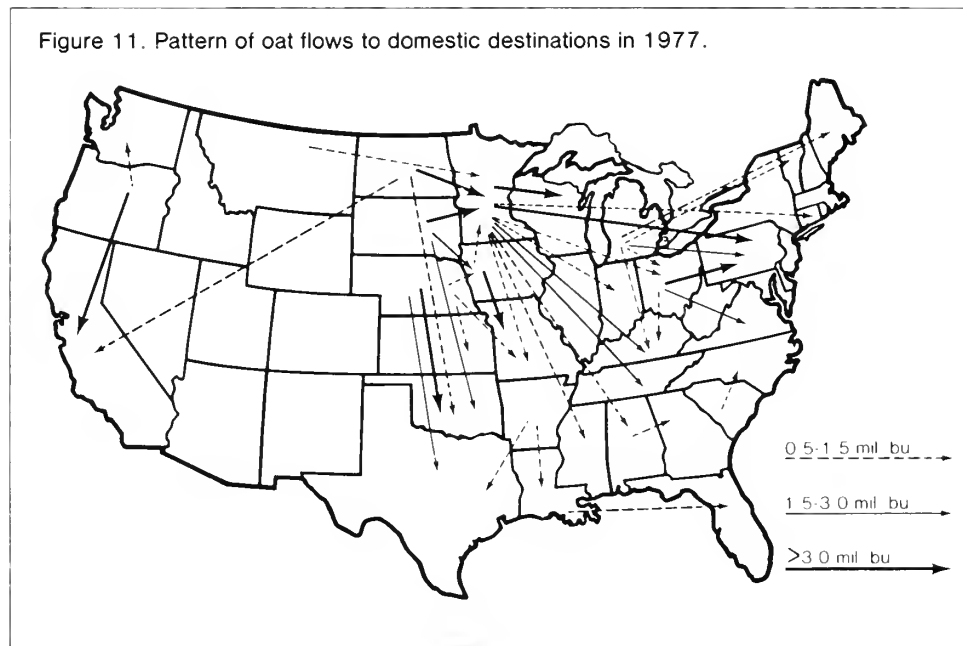 Figure 11. Pattern of oat flows to domestic destinations in 1977.
0 5-1 5 mil bu
1 5-3 0 mil bu
>3 0 mil bu